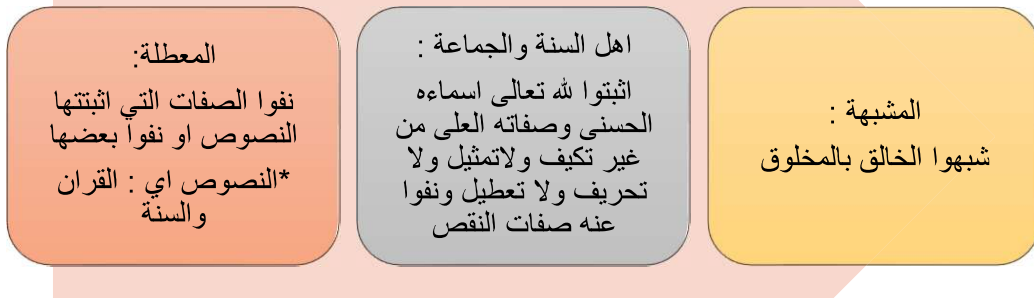 المشبهة :
شبهوا الخالق بالمخلوق
اهل السنة والجماعة :
اثبتوا لله تعالى اسماءه
الحسنى وصفاته العلى من
غير تكيف ولاتمثيل ولا
تحريف ولا تعطيل ونفوا
عنه صفات النقص
المعطلة:
نفوا الصفات التي اثبتتها
النصوص او نفوا بعضها
*النصوص اي : القران
والسنة